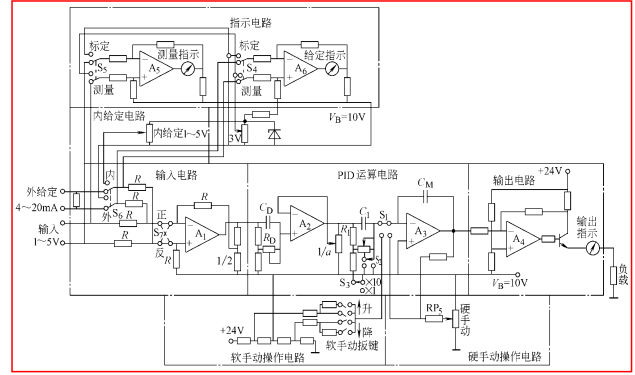 指示电路
标定
S5
测量
A5
测量指示
标定
S4
测量
A6
给定指示
内给定电路
内给定1～5V
3V
VB=10V
外给定
4～20mA
输入
1～5V
内
外
S6
R
R
R
输入电路
正
S7
反
R
R
A1
1/2
PID 运算电路
CD
RD
A2
1/a
R1
C1
S1
S2
S3
×10
×1
CM
A3
输出电路
+24V
A4
输出
指示
负载
VB=10V
+24V
升
降
软手动扳键
软手动操作电路
RP5
硬手动
硬手动操作电路